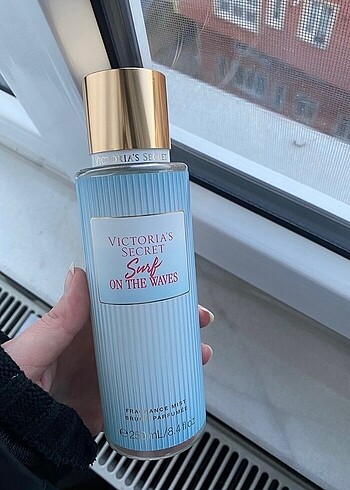 VICTORIA'S SECRET
VICTORIA'S
SECRET
Surf
ON THE WAVES
FRAGRANCE MIST
BRUME PARFUMÉE
℮ 250 mL/8.4 fl oz